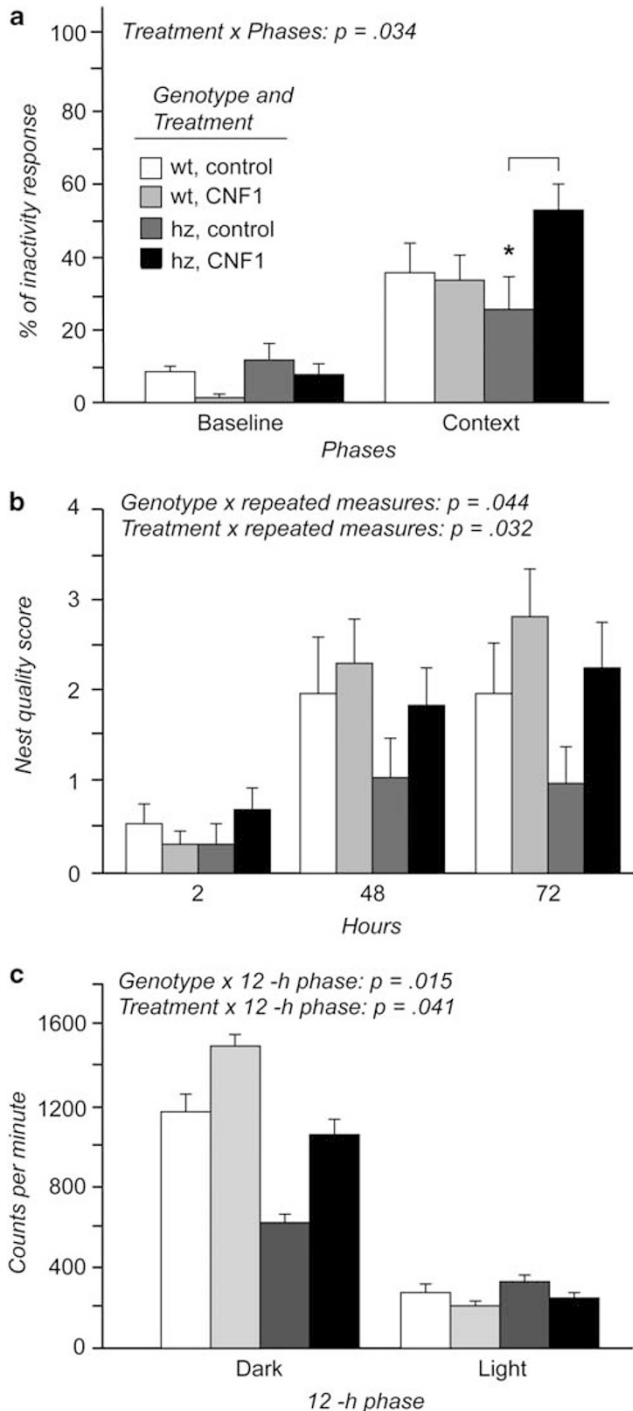 a
Treatment x Phases: p = .034
Genotype and
Treatment
wt, control
wt, CNF1
hz, control
hz, CNF1
% of inactivity response
100
80
60
40
20
0
*
Baseline
Context
Phases
b
Genotype x repeated measures: p = .044
Treatment x repeated measures: p = .032
Nest quality score
4
3
2
1
0
2
48
72
Hours
c
Genotype x 12 -h phase: p = .015
Treatment x 12 -h phase: p = .041
Counts per minute
1600
1200
800
400
0
Dark
Light
12 -h phase